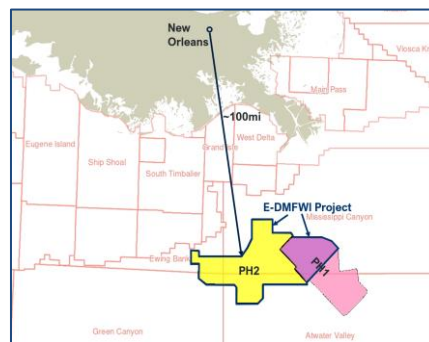 New
Orleans
Viosca K
Main Pass
~100mi
Eugene Island
Ship Shoal
South Timbalier
Grand Isle
West Delta
E-DMFWI Project
Mississippi Canyon
PH2
PH1
Ewing Bank
Green Canyon
Atwater Valley